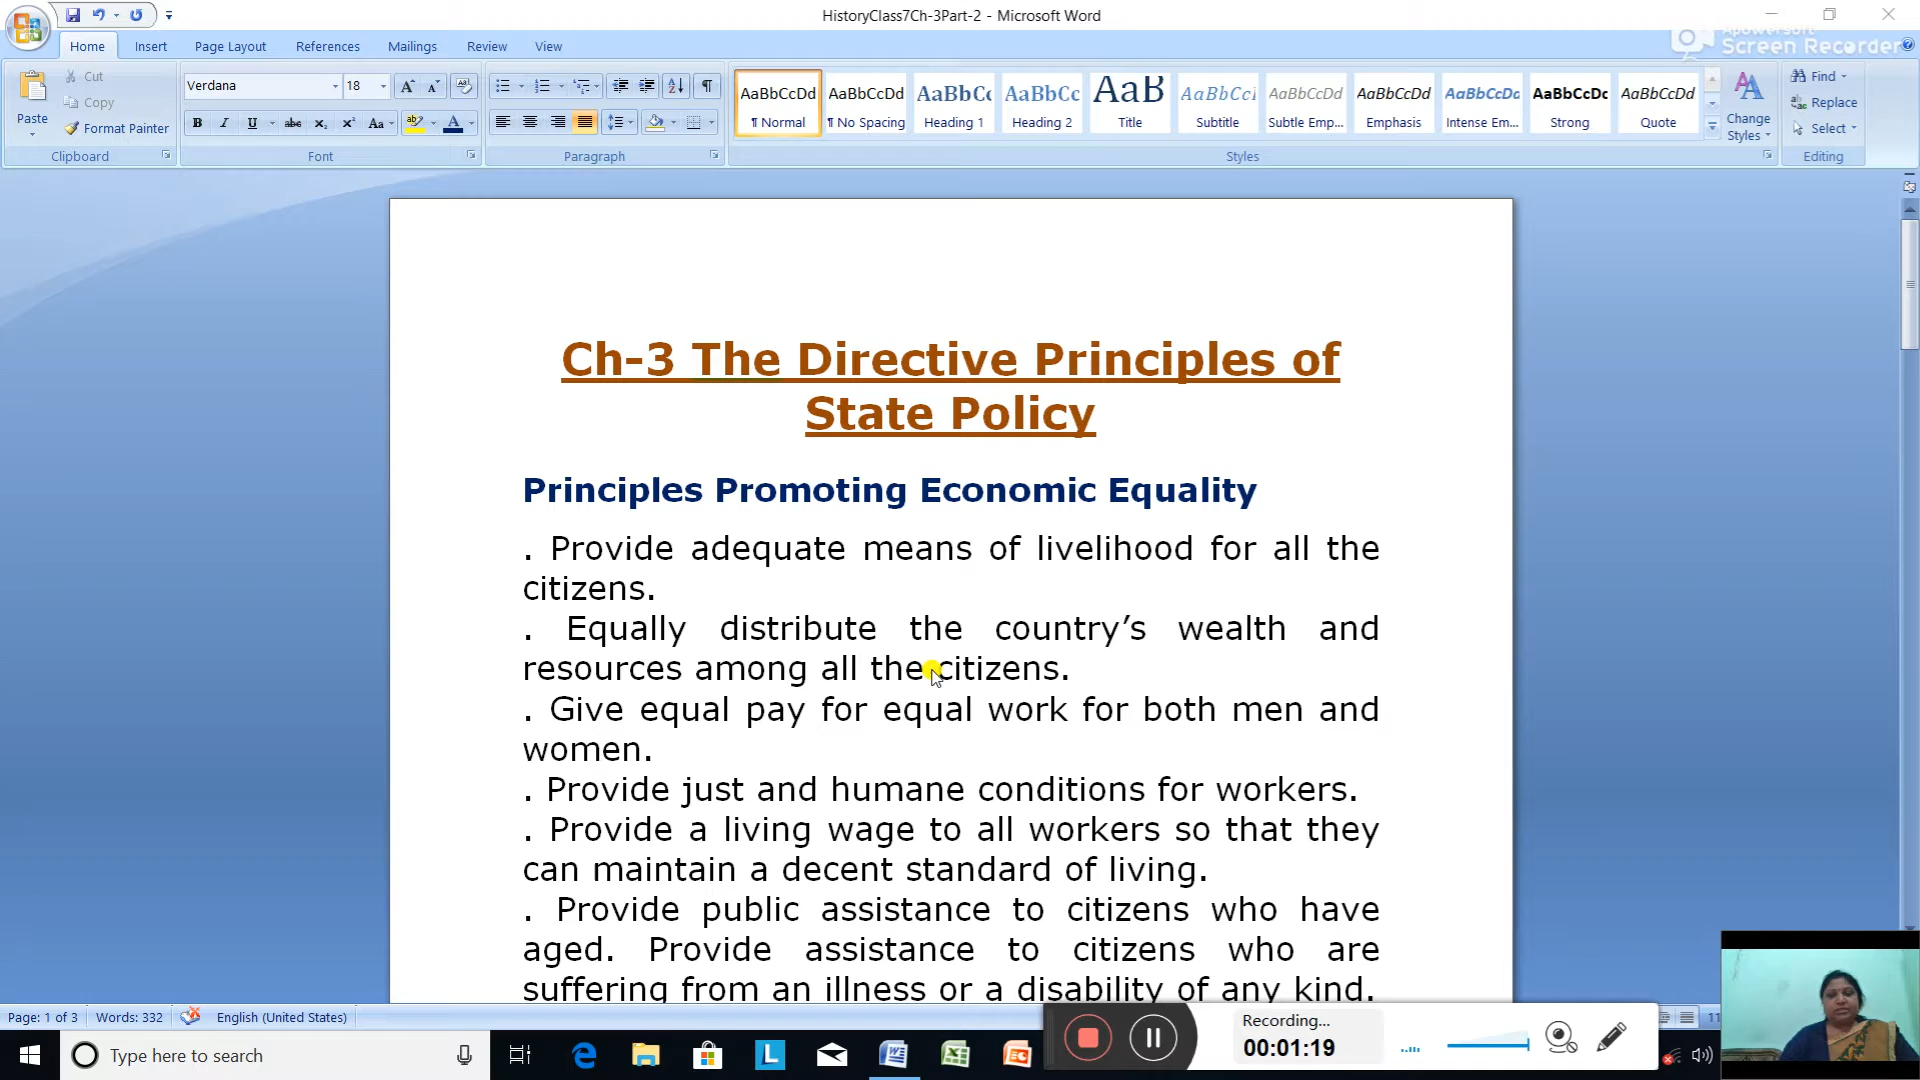 HistoryClass7Ch-3Part-2 - Microsoft Word
Apowersoft
Screen Recorder
Home Insert Page Layout References Mailings Review View
Paste
Cut
Copy
Format Painter
Clipboard
Verdana 18
B I U abc x₂ x² Aa
Font
Paragraph
AaBbCcDd AaBbCcDd AaBbCc AaBbCc AaB AaBbCcl AaBbCcDd AaBbCcDd AaBbCcDd AaBbCcDd AaBbCcDd
¶ Normal ¶ No Spacing Heading 1 Heading 2 Title Subtitle Subtle Emp... Emphasis Intense Em... Strong Quote
Change
Styles
Styles
Find
Replace
Select
Editing
Ch-3 The Directive Principles of
State Policy
Principles Promoting Economic Equality
. Provide adequate means of livelihood for all the
citizens.
. Equally distribute the country’s wealth and
resources among all the citizens.
. Give equal pay for equal work for both men and
women.
. Provide just and humane conditions for workers.
. Provide a living wage to all workers so that they
can maintain a decent standard of living.
. Provide public assistance to citizens who have
aged. Provide assistance to citizens who are
suffering from an illness or a disability of any kind.
Page: 1 of 3 Words: 332 English (United States)
Recording...
00:01:19
Type here to search